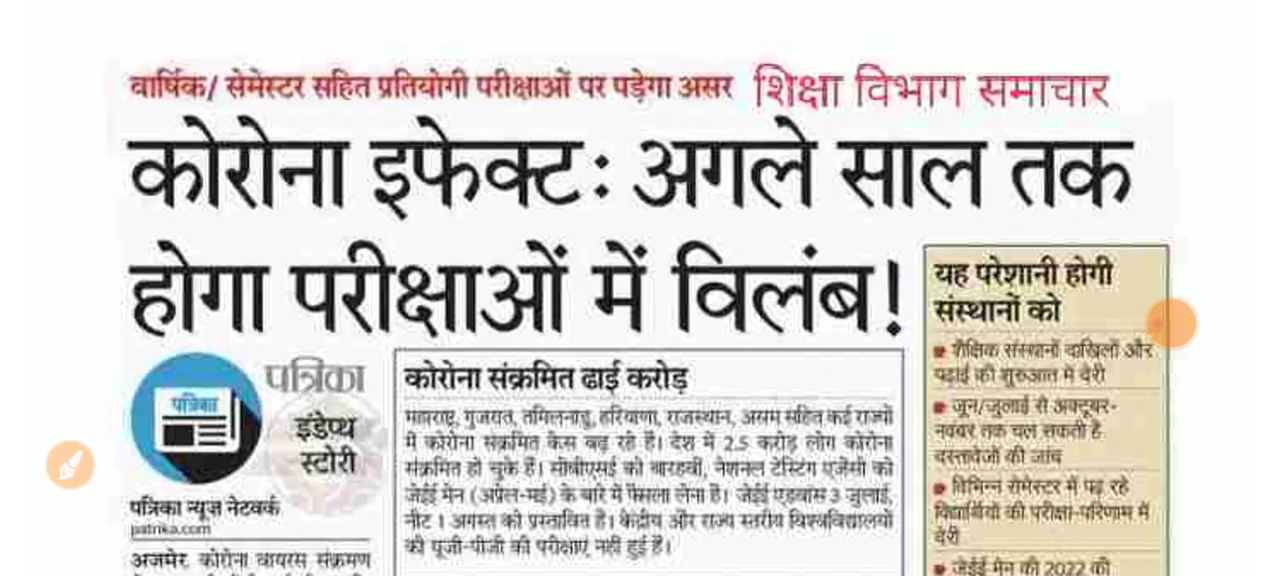 वार्षिक/ सेमेस्टर सहित प्रतियोगी परीक्षाओं पर पड़ेगा असर
शिक्षा विभाग समाचार
कोरोना इफेक्ट: अगले साल तक
होगा परीक्षाओं में विलंब!
पत्रिका
पत्रिका
इंडेप्थ
स्टोरी
पत्रिका न्यूज नेटवर्क
patrika.com
अजमेर. कोरोना वायरस संक्रमण
कोरोना संक्रमित ढाई करोड़
महाराष्ट्र, गुजरात, तमिलनाडु, हरियाणा, राजस्थान, असम सहित कई राज्यों
में कोरोना संक्रमित केस बढ़ रहे हैं। देश में 2.5 करोड़ लोग कोरोना
संक्रमित हो चुके हैं। सीबीएसई को बारहवीं, नेशनल टेस्टिंग एजेंसी को
जेईई मेन (अप्रेल-मई) के बारे में फैसला लेना है। जेईई एडवांस 3 जुलाई,
नीट 1 अगस्त को प्रस्तावित है। केंद्रीय और राज्य स्तरीय विश्वविद्यालयों
की यूजी-पीजी की परीक्षाएं नहीं हुई हैं।
यह परेशानी होगी
संस्थानों को
शैक्षिक संस्थानों दाखिलों और
पढ़ाई की शुरुआत में देरी
जून/जुलाई से अक्टूबर-
नवंबर तक चल सकती है
दस्तावेजों की जांच
विभिन्न सेमेस्टर में पढ़ रहे
विद्यार्थियों की परीक्षा-परिणाम में
देरी
जेईई मेन की 2022 की